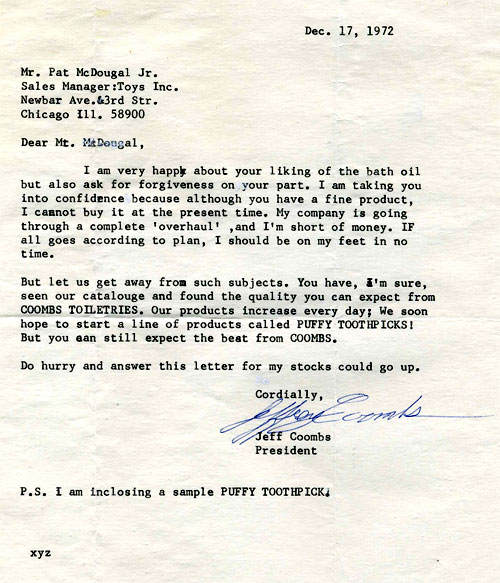 Dec. 17, 1972
Mr. Pat McDougal Jr.
Sales Manager:Toys Inc.
Newbar Ave.&3rd Str.
Chicago Ill. 58900
Dear Mt. McDougal,
I am very happy about your liking of the bath oil
but also ask for forgiveness on your part. I am taking you
into confidence because although you have a fine product,
I cannot buy it at the present time. My company is going
through a complete 'overhaul' ,and I'm short of money. IF
all goes according to plan, I should be on my feet in no
time.
But let us get away from such subjects. You have, I'm sure,
seen our catalouge and found the quality you can expect from
COOMBS TOILETRIES. Our products increase every day; We soon
hope to start a line of products called PUFFY TOOTHPICKS!
But you can still expect the best from COOMBS.
Do hurry and answer this letter for my stocks could go up.
Cordially,
Jeffrey Coombs
Jeff Coombs
President
P.S. I am inclosing a sample PUFFY TOOTHPICK.
xyz